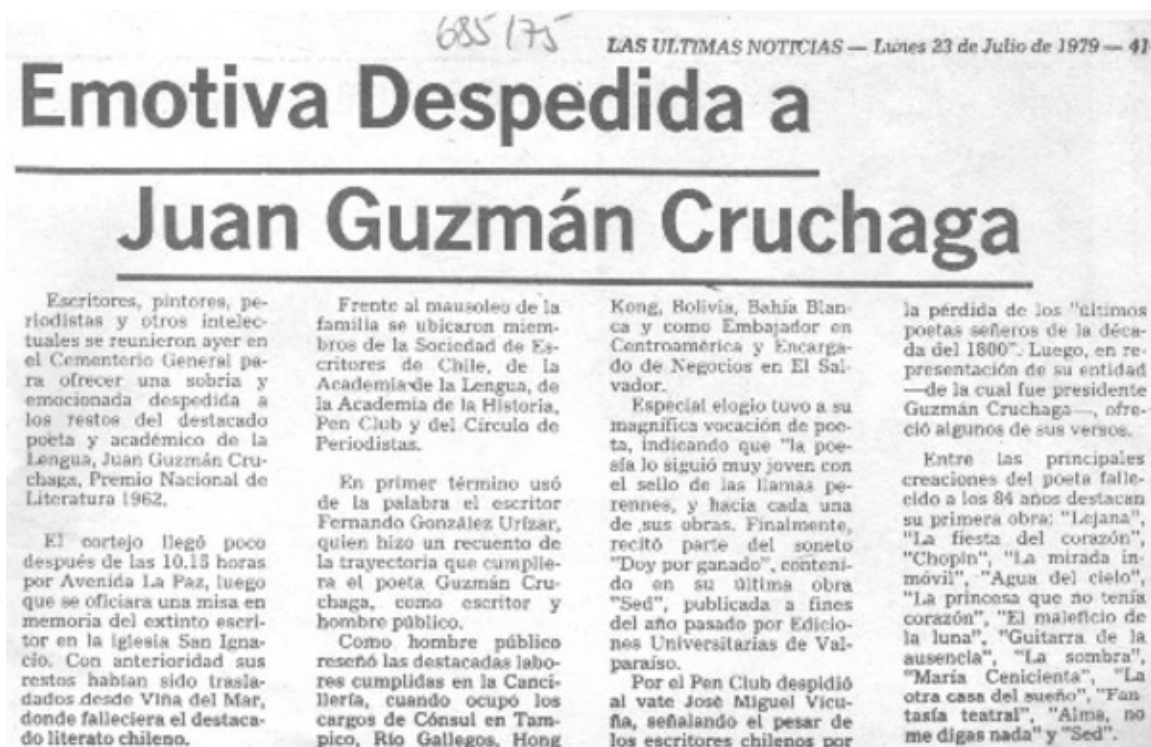 685/75
LAS ULTIMAS NOTICIAS — Lunes 23 de Julio de 1979 — 41
Emotiva Despedida a
Juan Guzmán Cruchaga
Escritores, pintores, pe-
riodistas y otros intelec-
tuales se reunieron ayer en
el Cementerio General pa-
ra ofrecer una sobria y
emocionada despedida a
los restos del destacado
poeta y académico de la
Lengua, Juan Guzmán Cru-
chaga, Premio Nacional de
Literatura 1962.
El cortejo llegó poco
después de las 10.15 horas
por Avenida La Paz, luego
que se oficiara una misa en
memoria del extinto escri-
tor en la iglesia San Igna-
cio. Con anterioridad sus
restos habían sido trasla-
dados desde Viña del Mar,
donde falleciera el destaca-
do literato chileno.
Frente al mausoleo de la
familia se ubicaron miem-
bros de la Sociedad de Es-
critores de Chile, de la
Academia de la Lengua, de
la Academia de la Historia,
Pen Club y del Círculo de
Periodistas.
En primer término usó
de la palabra el escritor
Fernando González Urízar,
quien hizo un recuento de
la trayectoria que cumplie-
ra el poeta Guzmán Cru-
chaga, como escritor y
hombre público.
Como hombre público
reseñó las destacadas labo-
res cumplidas en la Canci-
llería, cuando ocupó los
cargos de Cónsul en Tam-
pico, Río Gallegos, Hong
Kong, Bolivia, Bahía Blan-
ca y como Embajador en
Centroamérica y Encarga-
do de Negocios en El Sal-
vador.
Especial elogio tuvo a su
magnífica vocación de poe-
ta, indicando que "la poe-
sía lo siguió muy joven con
el sello de las llamas pe-
rennes, y hacia cada una
de sus obras. Finalmente,
recitó parte del soneto
"Doy por ganado", conteni-
do en su última obra
"Sed", publicada a fines
del año pasado por Edicio-
nes Universitarias de Val-
paraíso.
Por el Pen Club despidió
al vate José Miguel Vicu-
ña, señalando el pesar de
los escritores chilenos por
la pérdida de los "últimos
poetas señeros de la déca-
da del 1800". Luego, en re-
presentación de su entidad
—de la cual fue presidente
Guzmán Cruchaga—, ofre-
ció algunos de sus versos.
Entre las principales
creaciones del poeta falle-
cido a los 84 años destacan
su primera obra: "Lejana",
"La fiesta del corazón",
"Chopin", "La mirada in-
móvil", "Agua del cielo",
"La princesa que no tenía
corazón", "El maleficio de
la luna", "Guitarra de la
ausencia", "La sombra",
"María Cenicienta", "La
otra casa del sueño", "Fan-
tasía teatral", "Alma, no
me digas nada" y "Sed".